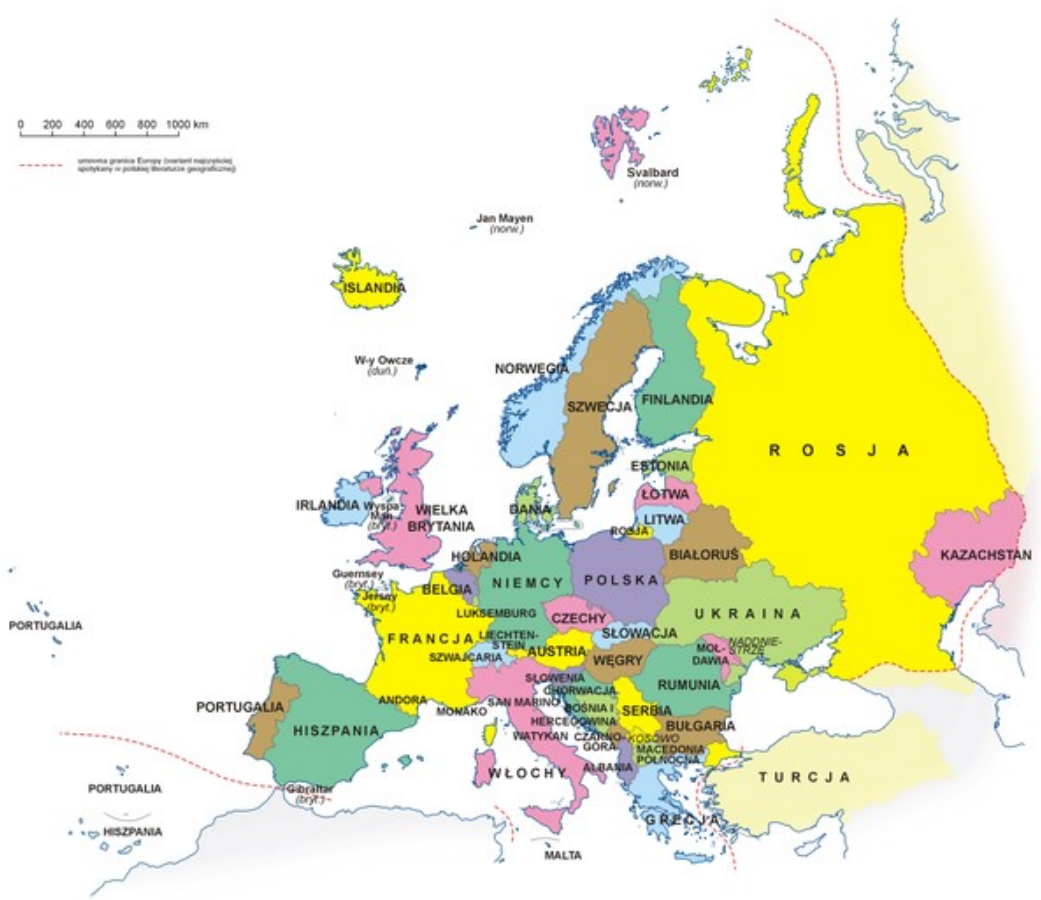 0 200 400 600 800 1000 km
umowna granica Europy (wariant najczęściej
spotykany w polskiej literaturze geograficznej)
Svalbard
(norw.)
Jan Mayen
(norw.)
ISLANDIA
W-y Owcze
(duń.)
NORWEGIA
SZWECJA
FINLANDIA
ROSJA
ESTONIA
ŁOTWA
LITWA
ROSJA
IRLANDIA
Wyspa
Man
(bryt.)
WIELKA
BRYTANIA
DANIA
HOLANDIA
BIAŁORUŚ
KAZACHSTAN
Guernsey
(bryt.)
Jersey
(bryt.)
BELGIA
NIEMCY
POLSKA
LUKSEMBURG
CZECHY
UKRAINA
PORTUGALIA
FRANCJA
LIECHTEN-
STEIN
SŁOWACJA
SZWAJCARIA
AUSTRIA
WĘGRY
MOŁ-
DAWIA
NADDNIE-
STRZE
SŁOWENIA
CHORWACJA
RUMUNIA
PORTUGALIA
HISZPANIA
ANDORA
MONAKO
SAN MARINO
BOŚNIA I
HERCEGOWINA
SERBIA
BUŁGARIA
WATYKAN
CZARNO-
GÓRA
KOSOWO
MACEDONIA
PÓŁNOCNA
WŁOCHY
ALBANIA
TURCJA
PORTUGALIA
Gibraltar
(bryt.)
HISZPANIA
GRECJA
MALTA